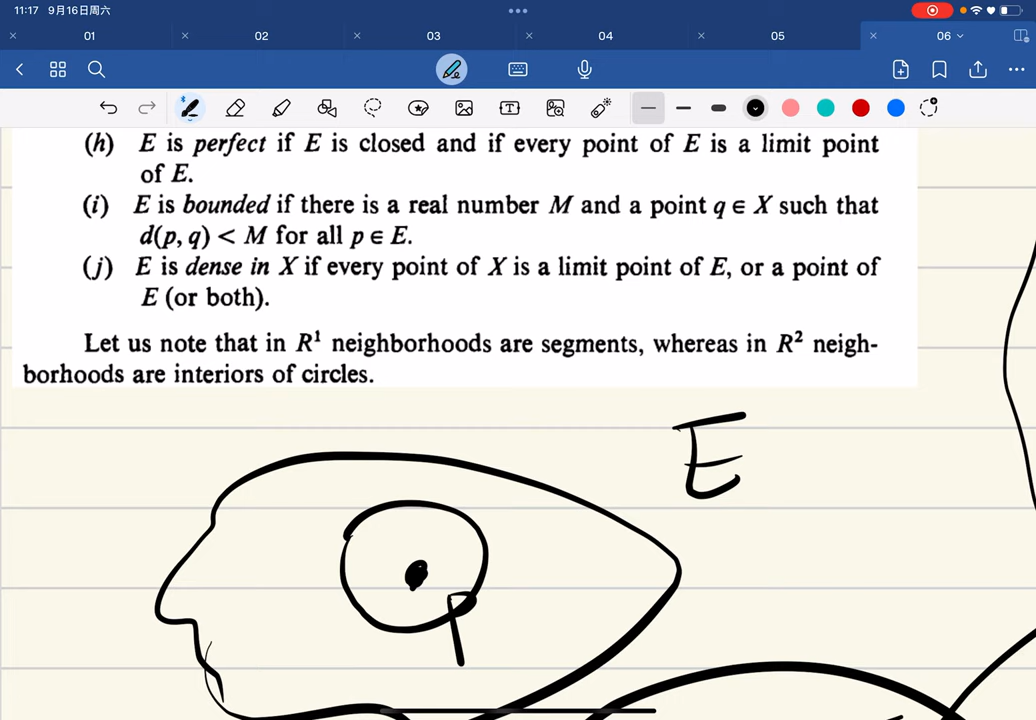 11:17 9月16日周六
01 02 03 04 05 06
(h) E is perfect if E is closed and if every point of E is a limit point
of E.
(i) E is bounded if there is a real number M and a point q ∈ X such that
d(p, q) < M for all p ∈ E.
(j) E is dense in X if every point of X is a limit point of E, or a point of
E (or both).
Let us note that in R¹ neighborhoods are segments, whereas in R² neigh-
borhoods are interiors of circles.
E